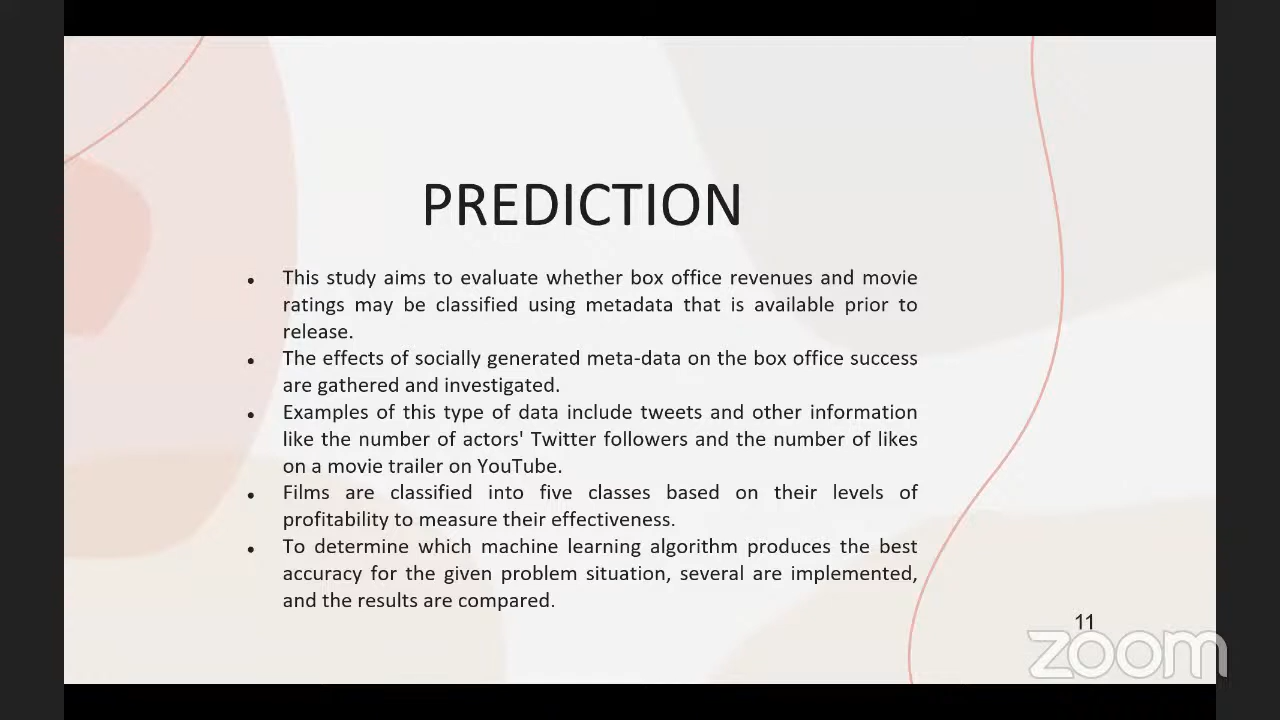 PREDICTION
• This study aims to evaluate whether box office revenues and movie
ratings may be classified using metadata that is available prior to
release.
• The effects of socially generated meta-data on the box office success
are gathered and investigated.
• Examples of this type of data include tweets and other information
like the number of actors' Twitter followers and the number of likes
on a movie trailer on YouTube.
• Films are classified into five classes based on their levels of
profitability to measure their effectiveness.
• To determine which machine learning algorithm produces the best
accuracy for the given problem situation, several are implemented,
and the results are compared.
11
zoom